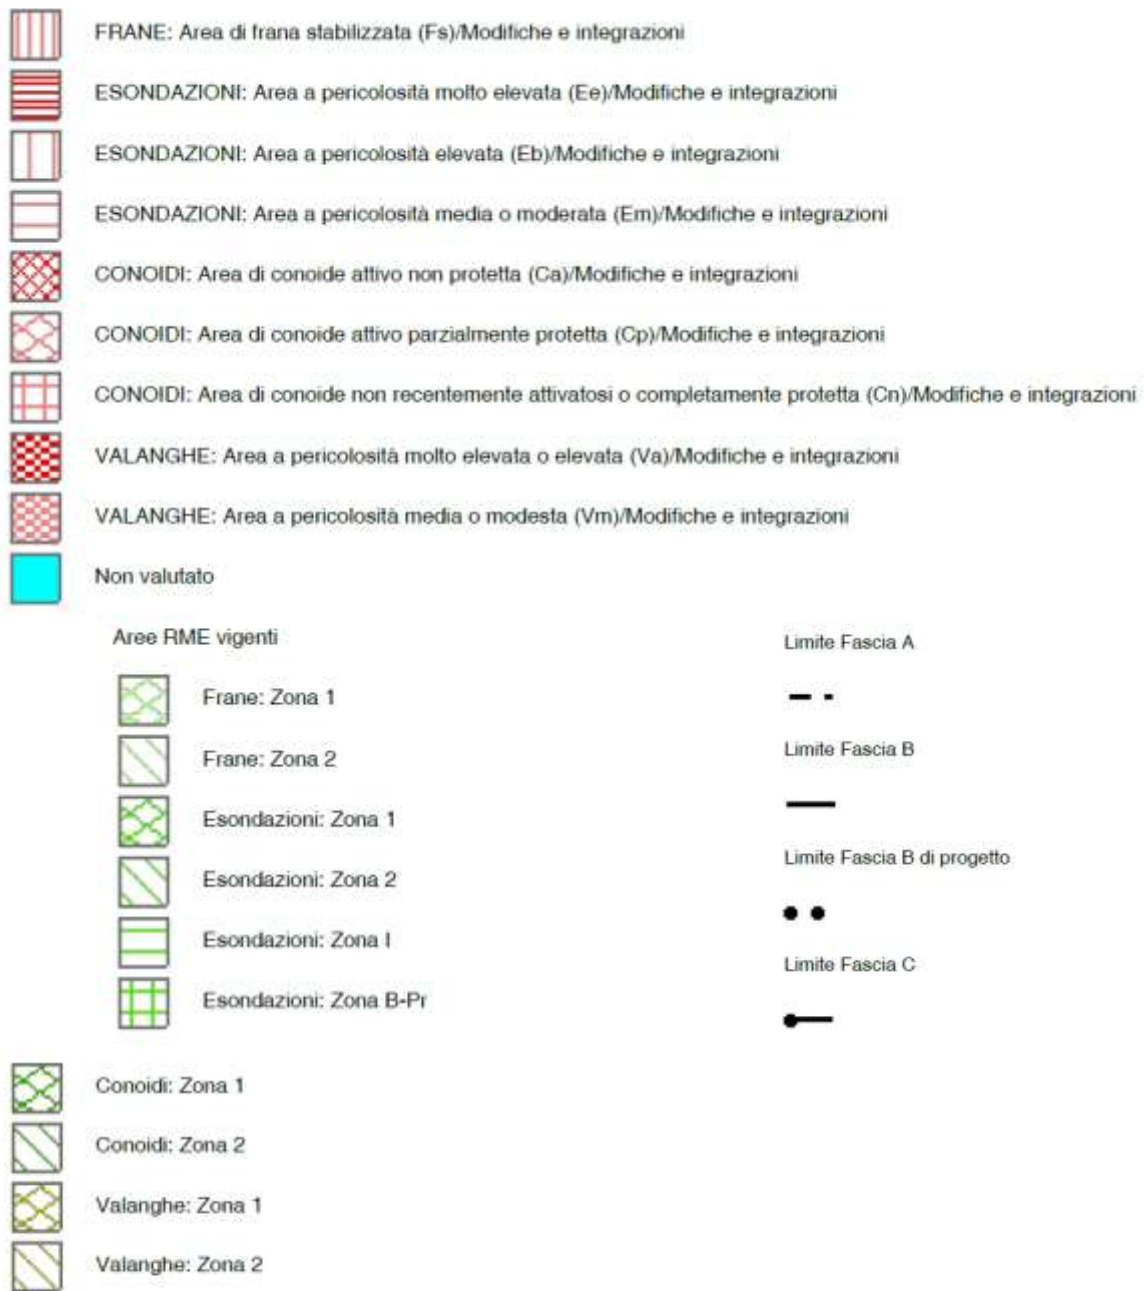 FRANE: Area di frana stabilizzata (Fs)/Modifiche e integrazioni
ESONDAZIONI: Area a pericolosità molto elevata (Ee)/Modifiche e integrazioni
ESONDAZIONI: Area a pericolosità elevata (Eb)/Modifiche e integrazioni
ESONDAZIONI: Area a pericolosità media o moderata (Em)/Modifiche e integrazioni
CONOIDI: Area di conoide attivo non protetta (Ca)/Modifiche e integrazioni
CONOIDI: Area di conoide attivo parzialmente protetta (Cp)/Modifiche e integrazioni
CONOIDI: Area di conoide non recentemente attivatosi o completamente protetta (Cn)/Modifiche e integrazioni
VALANGHE: Area a pericolosità molto elevata o elevata (Va)/Modifiche e integrazioni
VALANGHE: Area a pericolosità media o modesta (Vm)/Modifiche e integrazioni
Non valutato
Aree RME vigenti
Frane: Zona 1
Frane: Zona 2
Esondazioni: Zona 1
Esondazioni: Zona 2
Esondazioni: Zona I
Esondazioni: Zona B-Pr
Limite Fascia A
Limite Fascia B
Limite Fascia B di progetto
Limite Fascia C
Conoidi: Zona 1
Conoidi: Zona 2
Valanghe: Zona 1
Valanghe: Zona 2